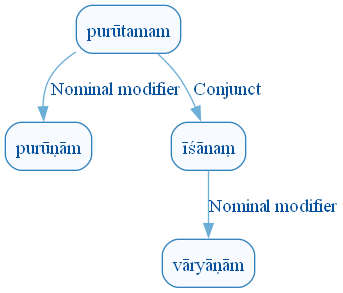 purūtamam
Nominal modifier
Conjunct
purūṇām
īśānaṃ
Nominal modifier
vāryāṇām